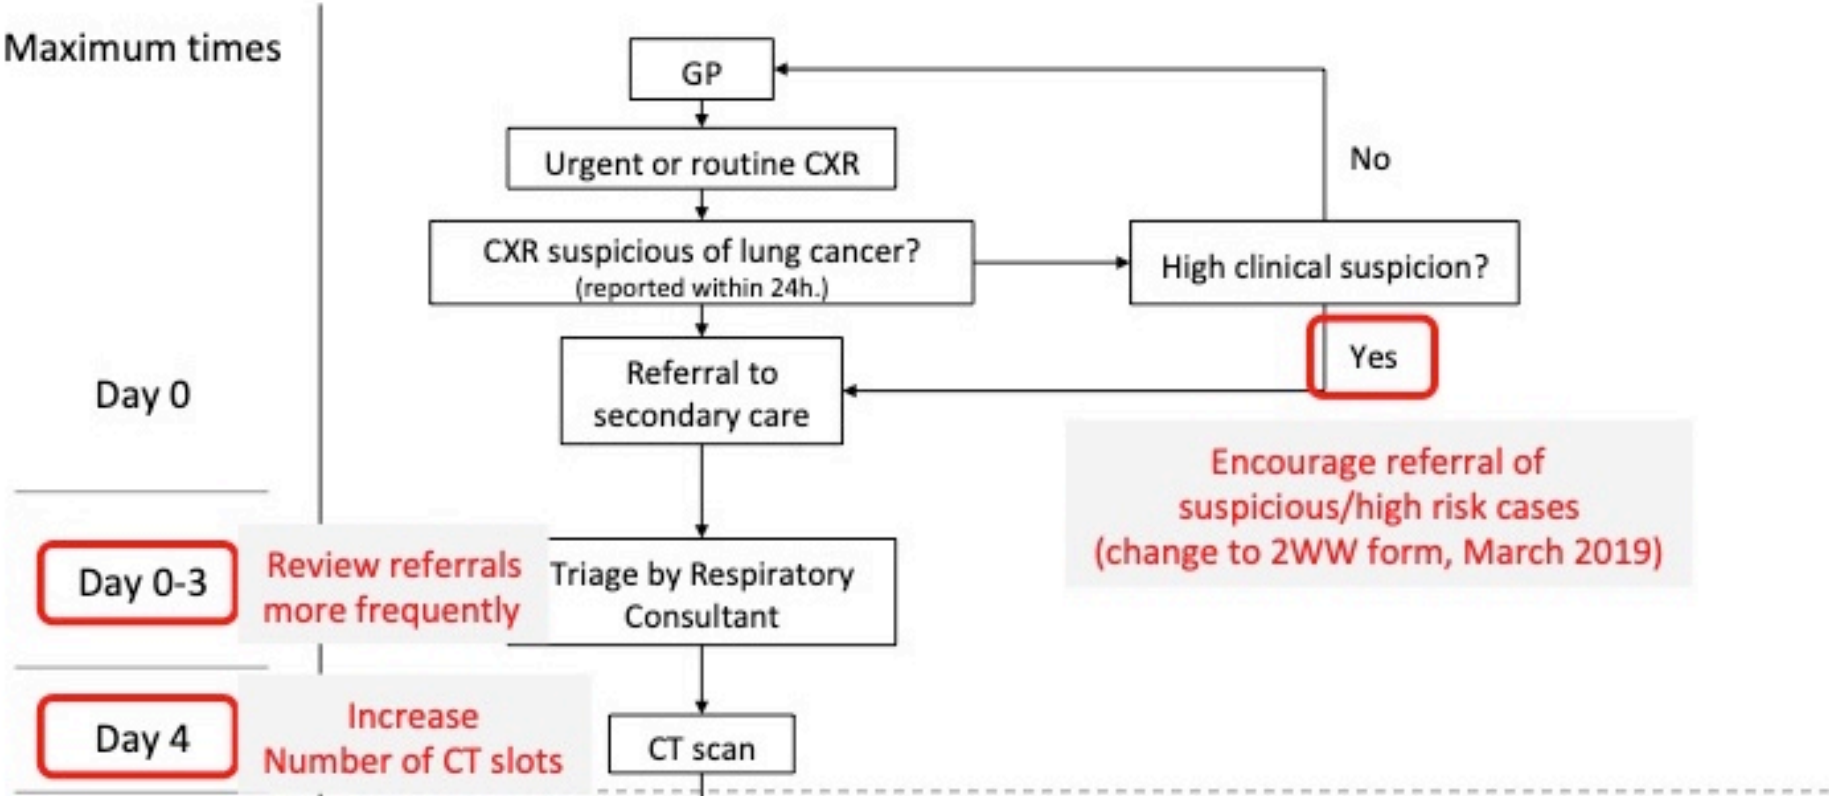 Maximum times
GP
No
Urgent or routine CXR
CXR suspicious of lung cancer?
(reported within 24h.)
High clinical suspicion?
Yes
Day 0
Referral to
secondary care
Encourage referral of
suspicious/high risk cases
(change to 2WW form, March 2019)
Day 0-3
Review referrals
more frequently
Triage by Respiratory
Consultant
Day 4
Increase
Number of CT slots
CT scan